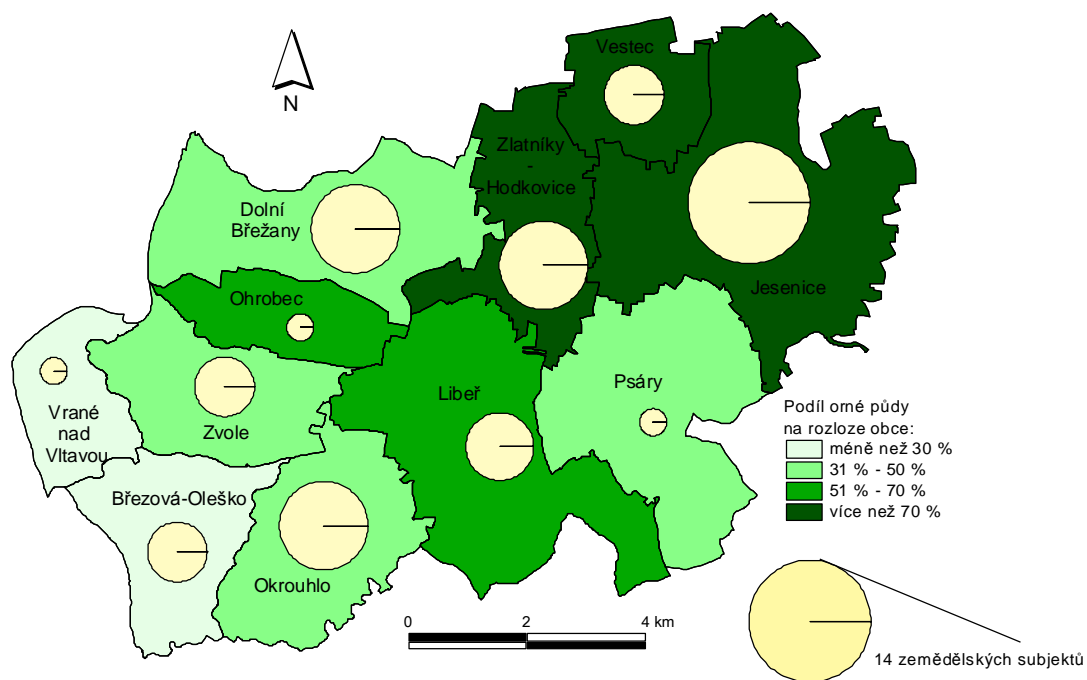 N
Vestec
Zlatníky
-
Hodkovice
Dolní
Břežany
Jesenice
Ohrobec
Libeř
Psáry
Vrané
nad
Vltavou
Zvole
Březová-Oleško
Okrouhlo
Podíl orné půdy
na rozloze obce:
méně než 30 %
31 % - 50 %
51 % - 70 %
více než 70 %
0 2 4 km
14 zemědělských subjektů